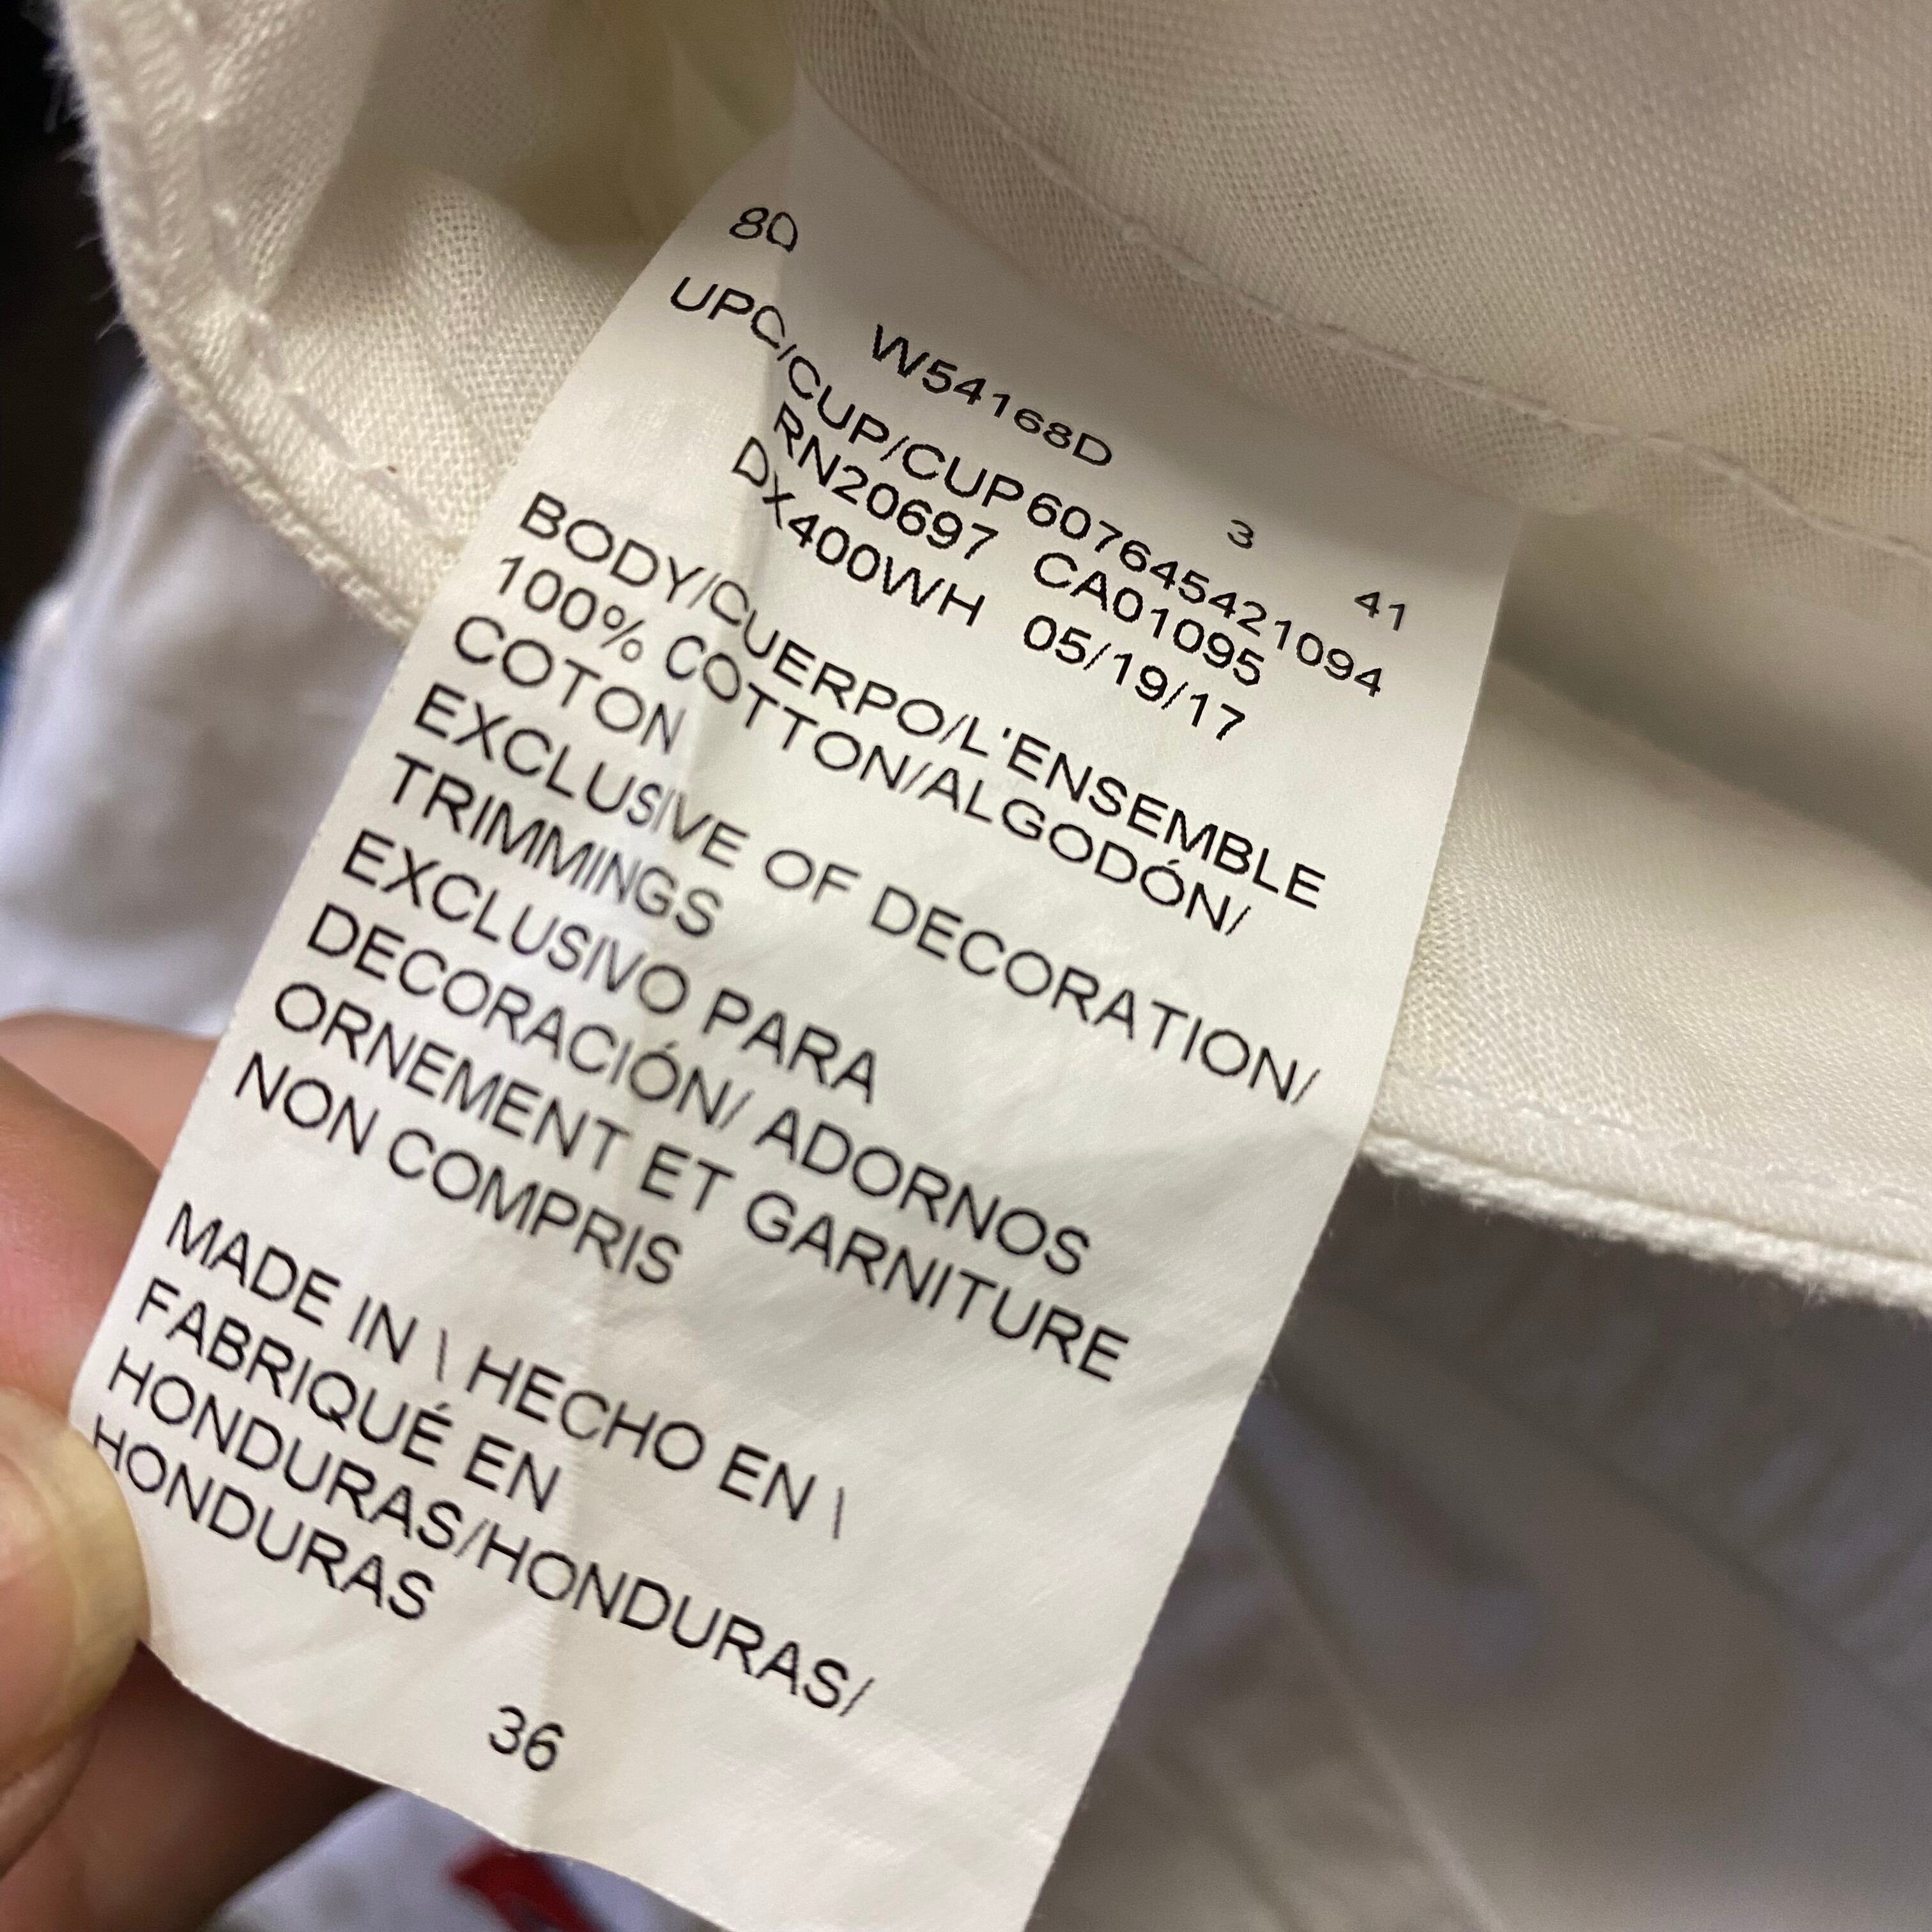 8D W54168D 3 41
UPC/CUP/CUP607645421094
RN20697 CA01095
DX400WH 05/19/17
BODY/CUERPO/L'ENSEMBLE
100% COTTON/ALGODÓN/
COTON
EXCLUSIVE OF DECORATION/
TRIMMINGS
EXCLUSIVO PARA
DECORACIÓN/ ADORNOS
ORNEMENT ET GARNITURE
NON COMPRIS
MADE IN \ HECHO EN \
FABRIQUÉ EN
HONDURAS/HONDURAS/
HONDURAS
36